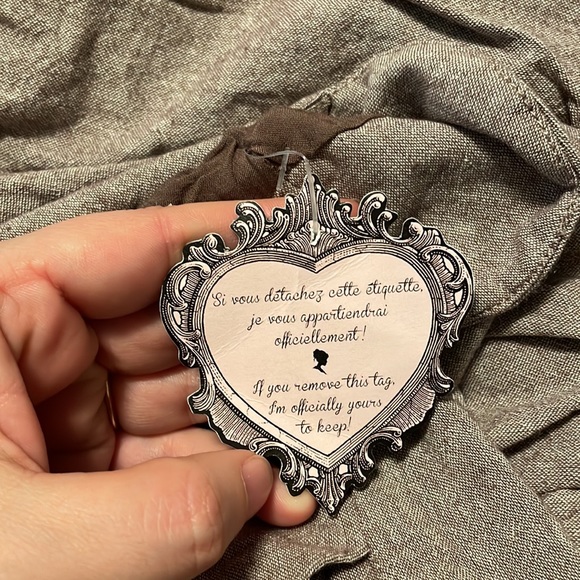 Si vous détachez cette étiquette,
je vous appartiendrai
officiellement!
If you remove this tag,
I'm officially yours
to keep!